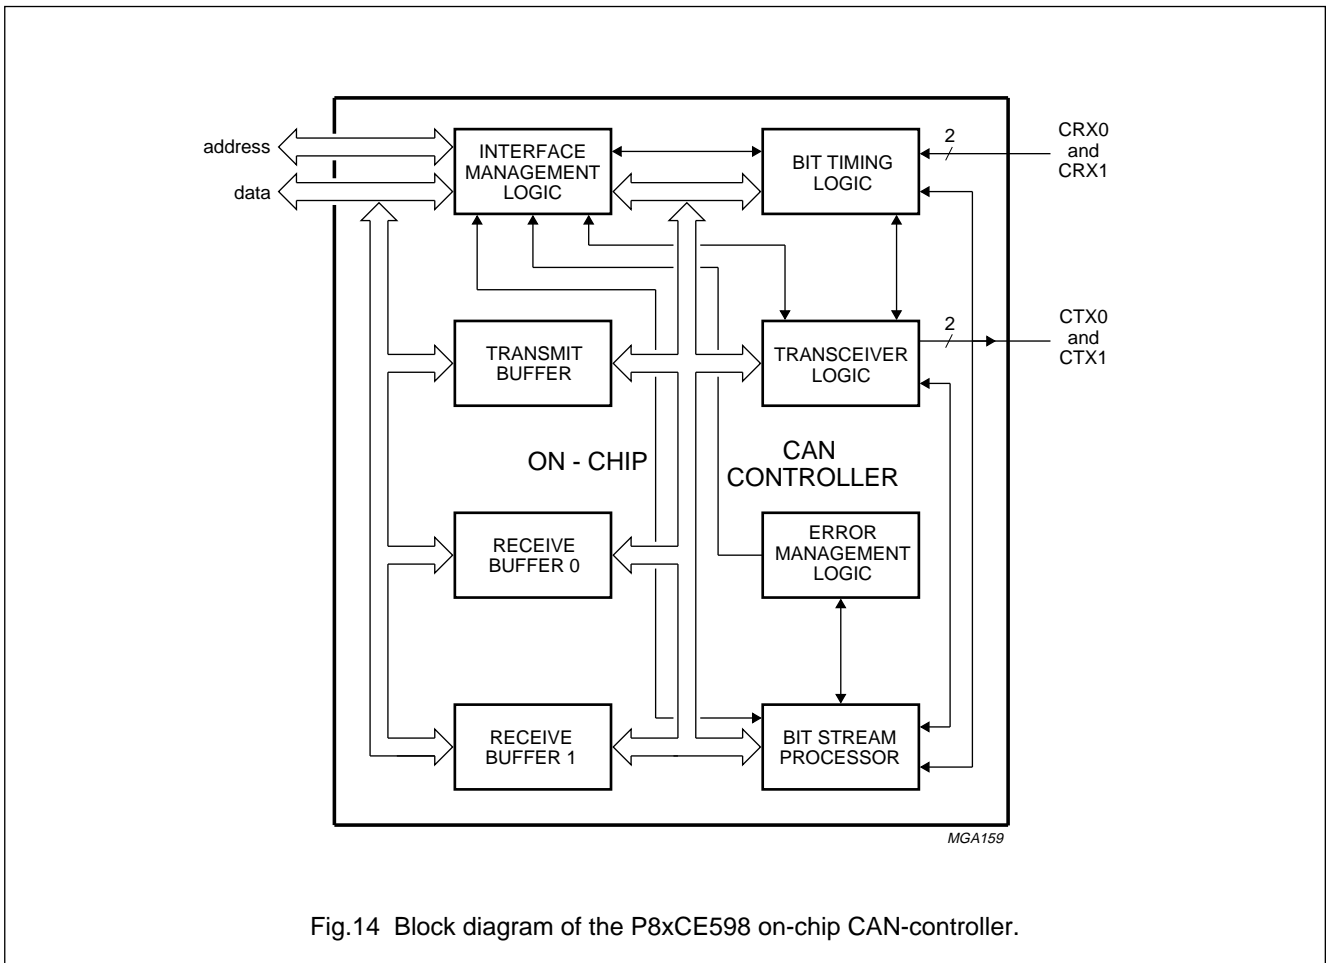 address
data
INTERFACE
MANAGEMENT
LOGIC
BIT TIMING
LOGIC
2
CRX0
and
CRX1
TRANSMIT
BUFFER
TRANSCEIVER
LOGIC
2
CTX0
and
CTX1
ON - CHIP
CAN
CONTROLLER
RECEIVE
BUFFER 0
ERROR
MANAGEMENT
LOGIC
RECEIVE
BUFFER 1
BIT STREAM
PROCESSOR
MGA159
Fig.14 Block diagram of the P8xCE598 on-chip CAN-controller.